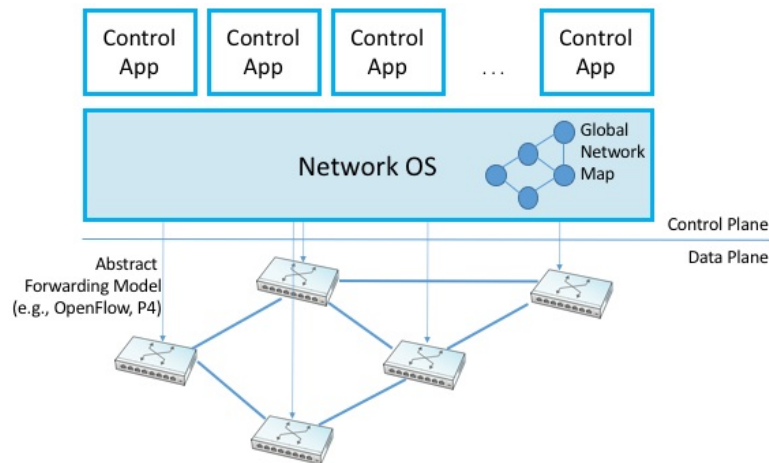 Control
App
Control
App
Control
App
...
Control
App
Network OS
Global
Network
Map
Control Plane
Data Plane
Abstract
Forwarding Model
(e.g., OpenFlow, P4)